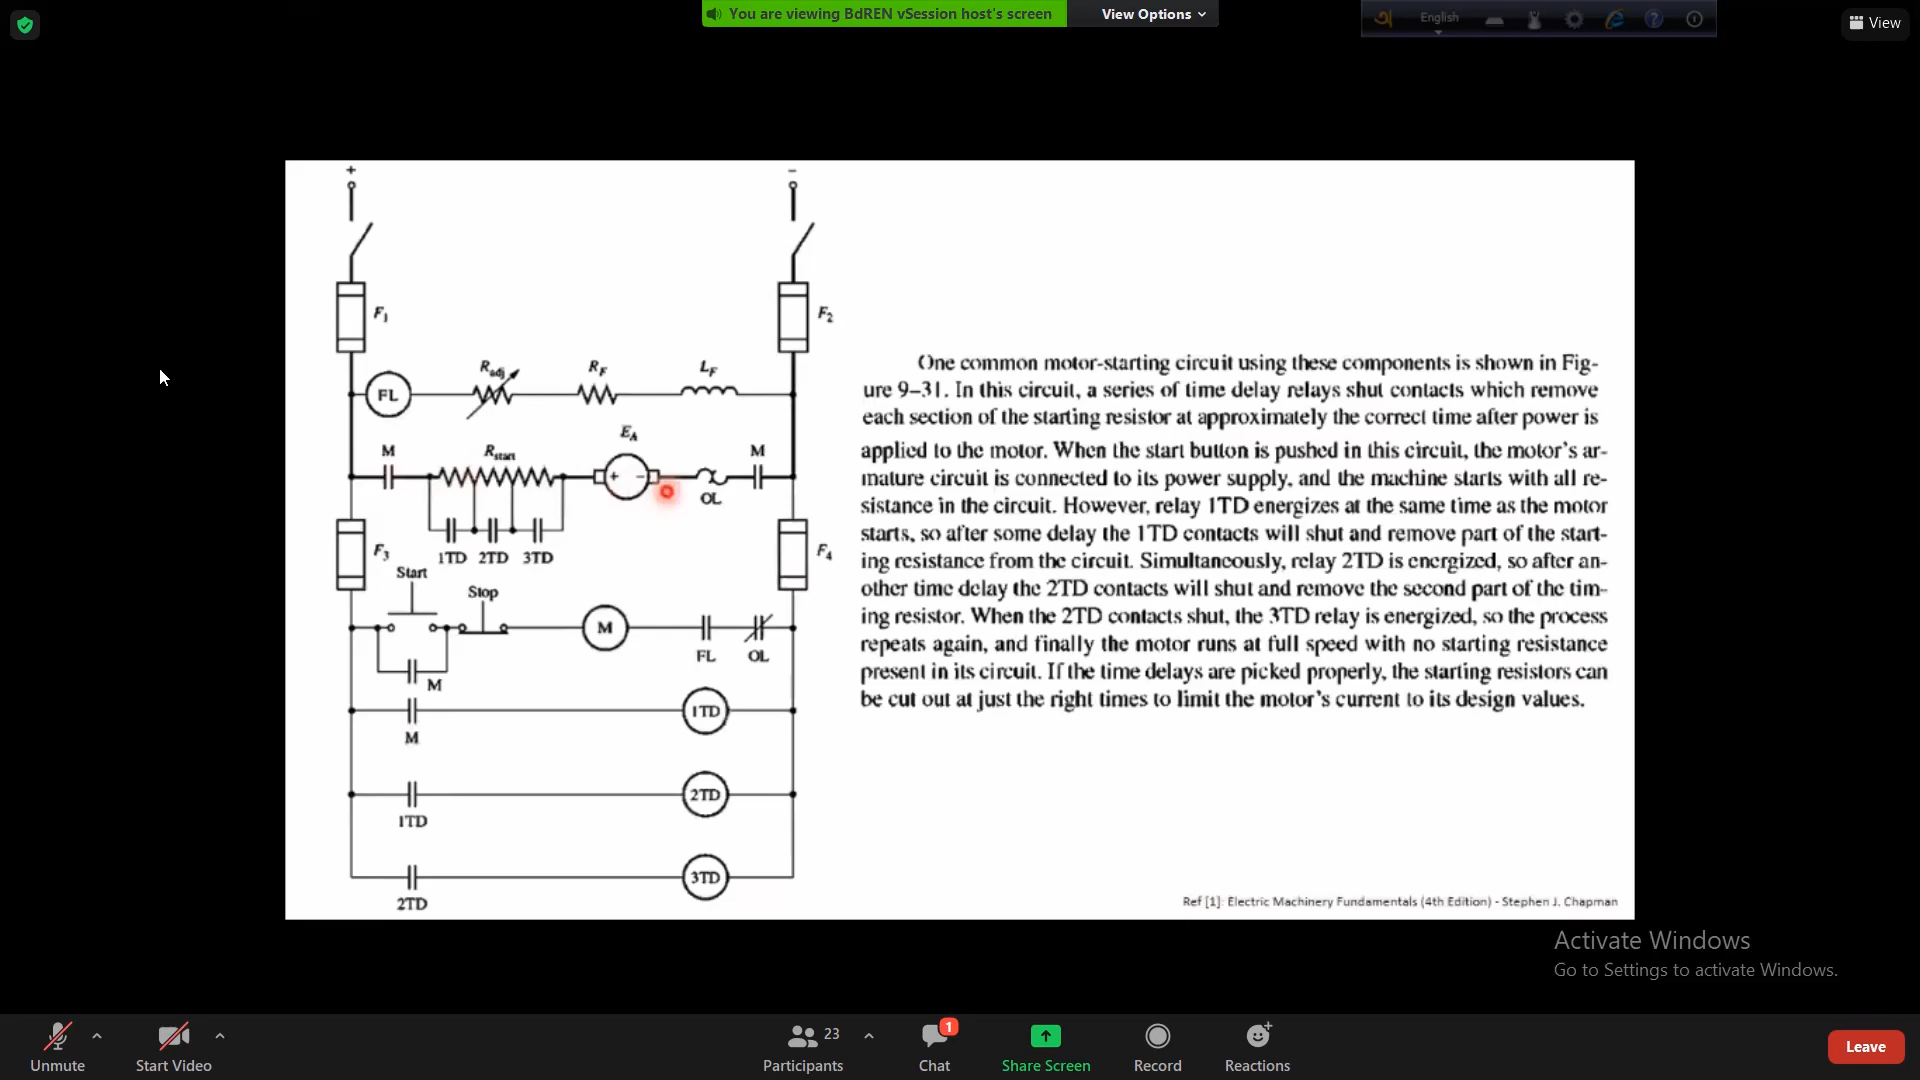 You are viewing BdREN vSession host's screen
View Options
English
View
+
−
F1
F2
FL
Radj
RF
LF
EA
M
Rstart
M
+ −
OL
1TD 2TD 3TD
F3
F4
Start
Stop
M
FL
OL
M
1TD
M
2TD
1TD
3TD
2TD
One common motor-starting circuit using these components is shown in Fig-
ure 9–31. In this circuit, a series of time delay relays shut contacts which remove
each section of the starting resistor at approximately the correct time after power is
applied to the motor. When the start button is pushed in this circuit, the motor's ar-
mature circuit is connected to its power supply, and the machine starts with all re-
sistance in the circuit. However, relay 1TD energizes at the same time as the motor
starts, so after some delay the 1TD contacts will shut and remove part of the start-
ing resistance from the circuit. Simultaneously, relay 2TD is energized, so after an-
other time delay the 2TD contacts will shut and remove the second part of the tim-
ing resistor. When the 2TD contacts shut, the 3TD relay is energized, so the process
repeats again, and finally the motor runs at full speed with no starting resistance
present in its circuit. If the time delays are picked properly, the starting resistors can
be cut out at just the right times to limit the motor's current to its design values.
Ref [1]: Electric Machinery Fundamentals (4th Edition) - Stephen J. Chapman
Activate Windows
Go to Settings to activate Windows.
Unmute
Start Video
23
Participants
1
Chat
Share Screen
Record
Reactions
Leave